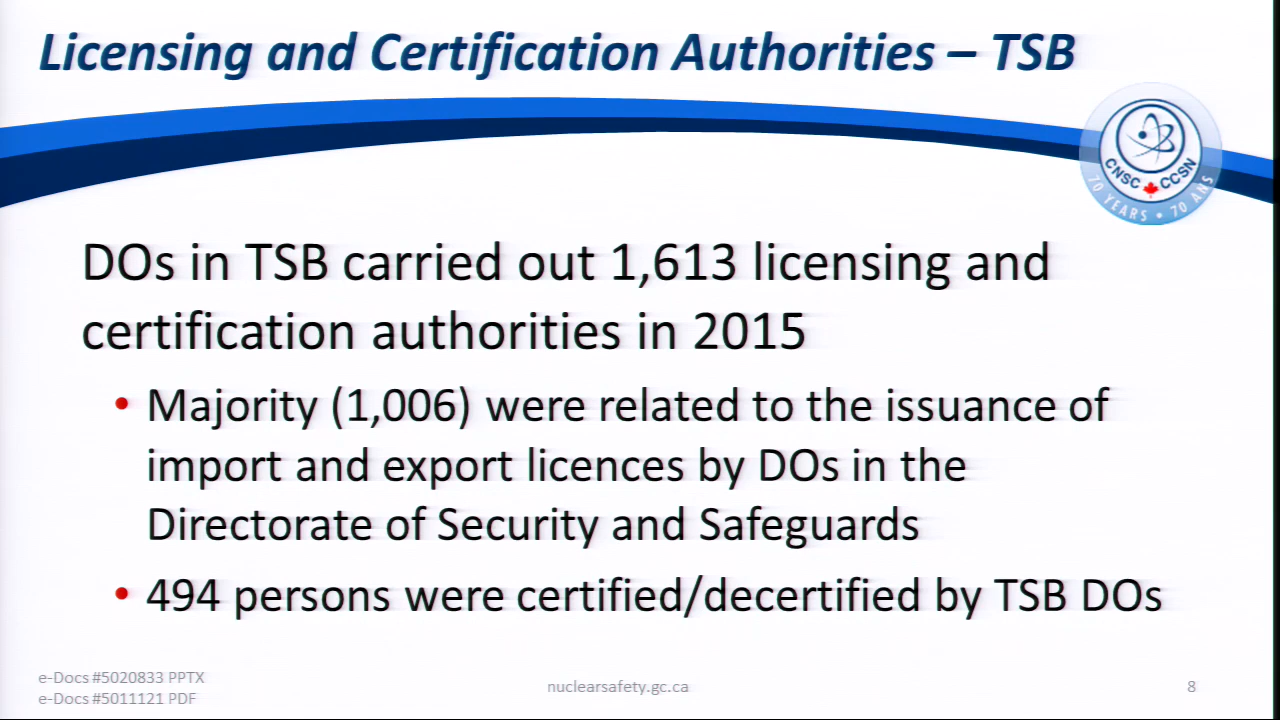 Licensing and Certification Authorities – TSB
CNSC CCSN
70 YEARS • 70 ANS
DOs in TSB carried out 1,613 licensing and
certification authorities in 2015
• Majority (1,006) were related to the issuance of
import and export licences by DOs in the
Directorate of Security and Safeguards
• 494 persons were certified/decertified by TSB DOs
e-Docs #5020833 PPTX
e-Docs #5011121 PDF
nuclearsafety.gc.ca
8